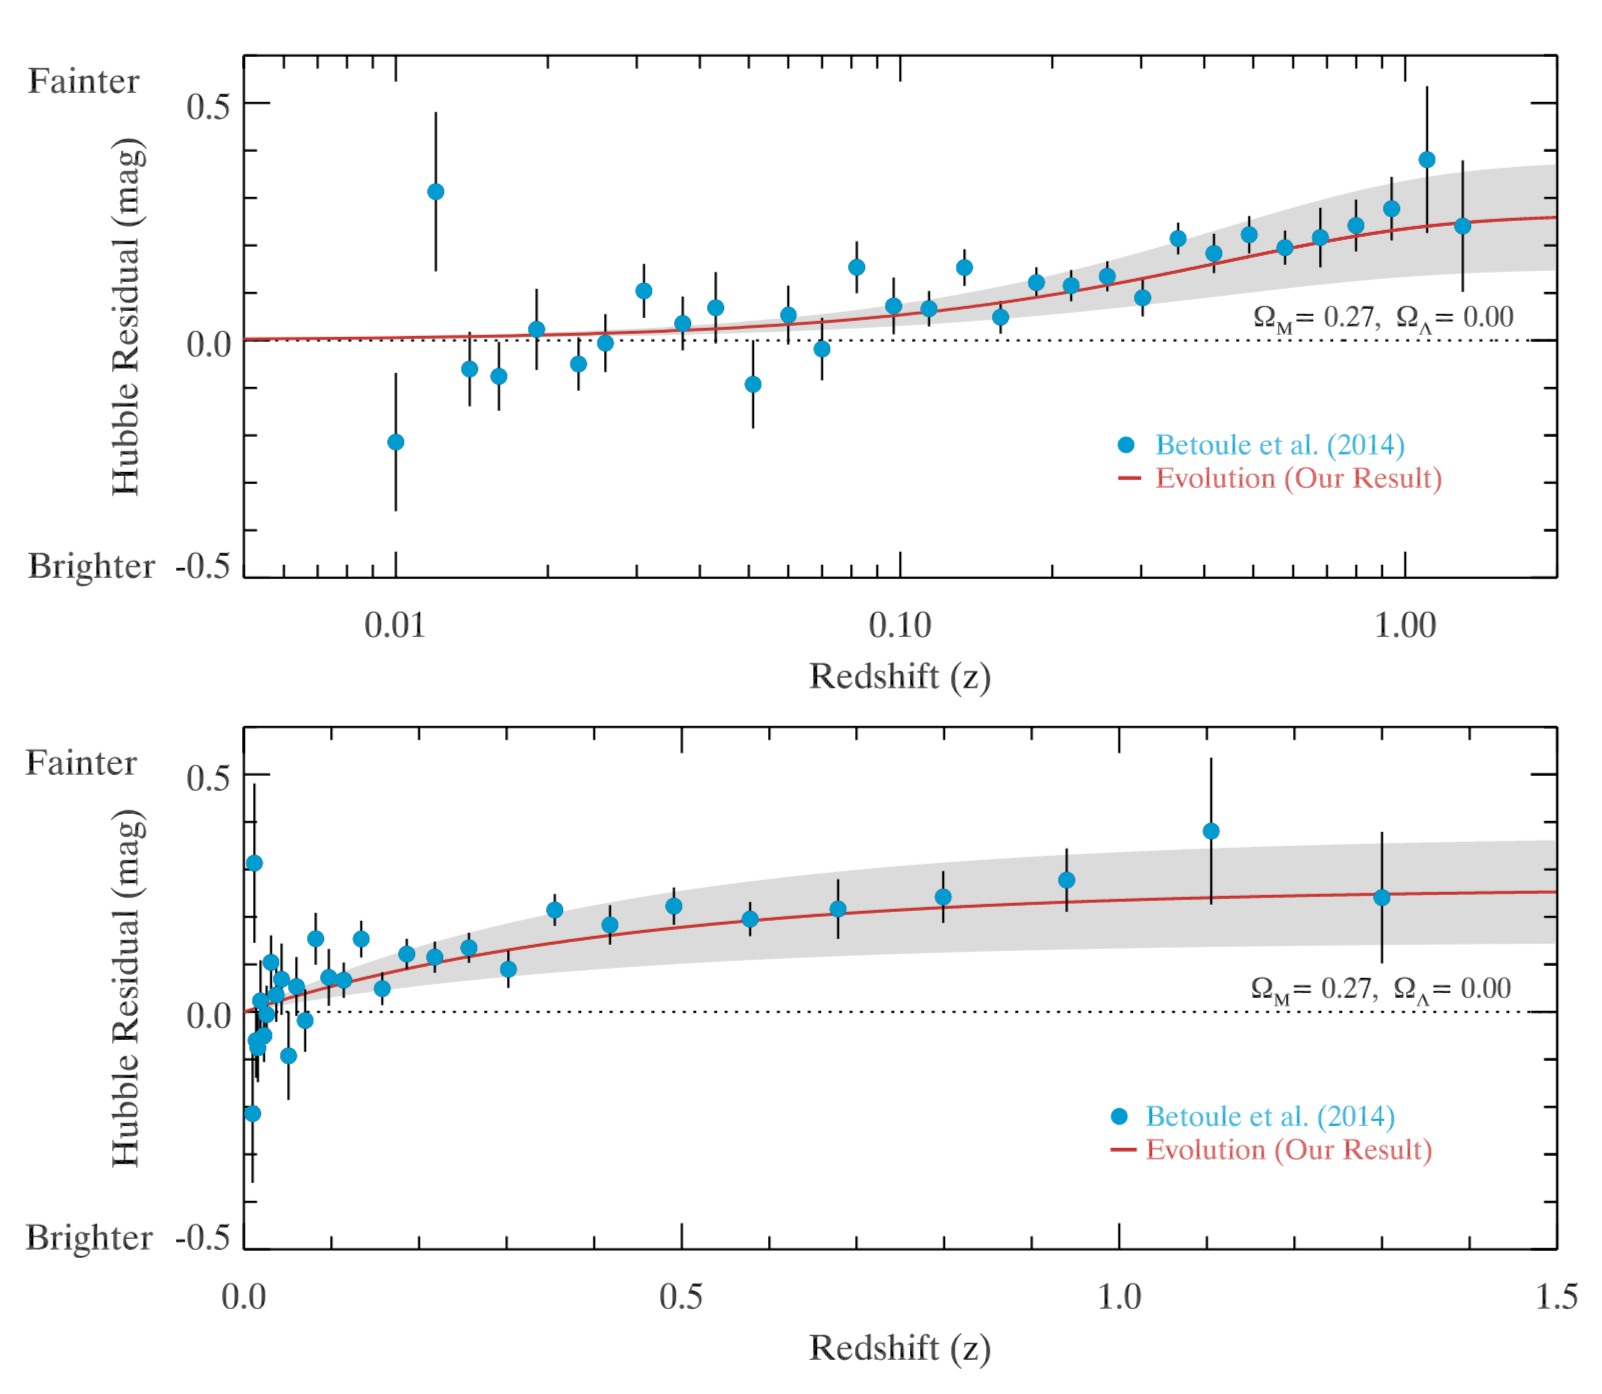 Fainter
0.5
Hubble Residual (mag)
0.0
Ω_M = 0.27, Ω_Λ = 0.00
Betoule et al. (2014)
Evolution (Our Result)
Brighter -0.5
0.01 0.10 1.00
Redshift (z)
Fainter
0.5
Hubble Residual (mag)
0.0
Ω_M = 0.27, Ω_Λ = 0.00
Betoule et al. (2014)
Evolution (Our Result)
Brighter -0.5
0.0 0.5 1.0 1.5
Redshift (z)